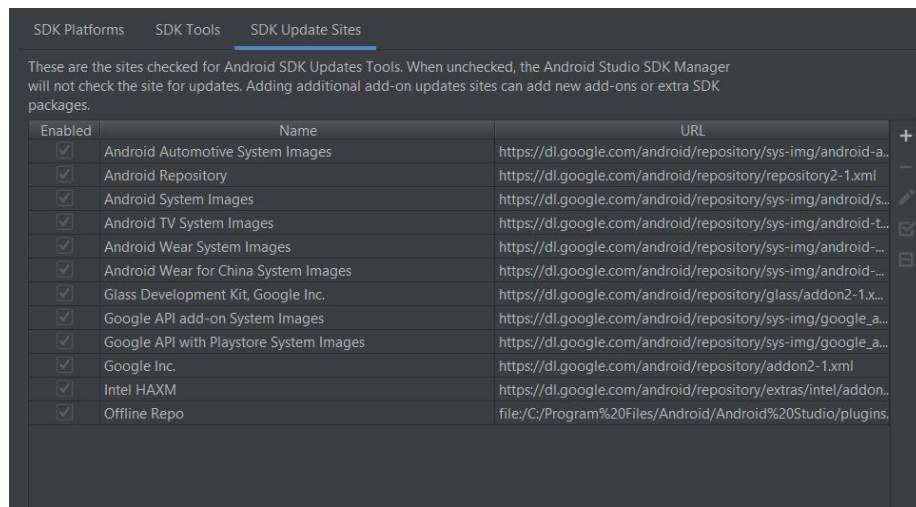 SDK Platforms SDK Tools SDK Update Sites
These are the sites checked for Android SDK Updates Tools. When unchecked, the Android Studio SDK Manager
will not check the site for updates. Adding additional add-on updates sites can add new add-ons or extra SDK
packages.
Enabled Name URL
Android Automotive System Images https://dl.google.com/android/repository/sys-img/android-a..
Android Repository https://dl.google.com/android/repository/repository2-1.xml
Android System Images https://dl.google.com/android/repository/sys-img/android/s...
Android TV System Images https://dl.google.com/android/repository/sys-img/android-t...
Android Wear System Images https://dl.google.com/android/repository/sys-img/android-...
Android Wear for China System Images https://dl.google.com/android/repository/sys-img/android-...
Glass Development Kit, Google Inc. https://dl.google.com/android/repository/glass/addon2-1.x...
Google API add-on System Images https://dl.google.com/android/repository/sys-img/google_a...
Google API with Playstore System Images https://dl.google.com/android/repository/sys-img/google_a...
Google Inc. https://dl.google.com/android/repository/addon2-1.xml
Intel HAXM https://dl.google.com/android/repository/extras/intel/addon..
Offline Repo file:/C:/Program%20Files/Android/Android%20Studio/plugins.